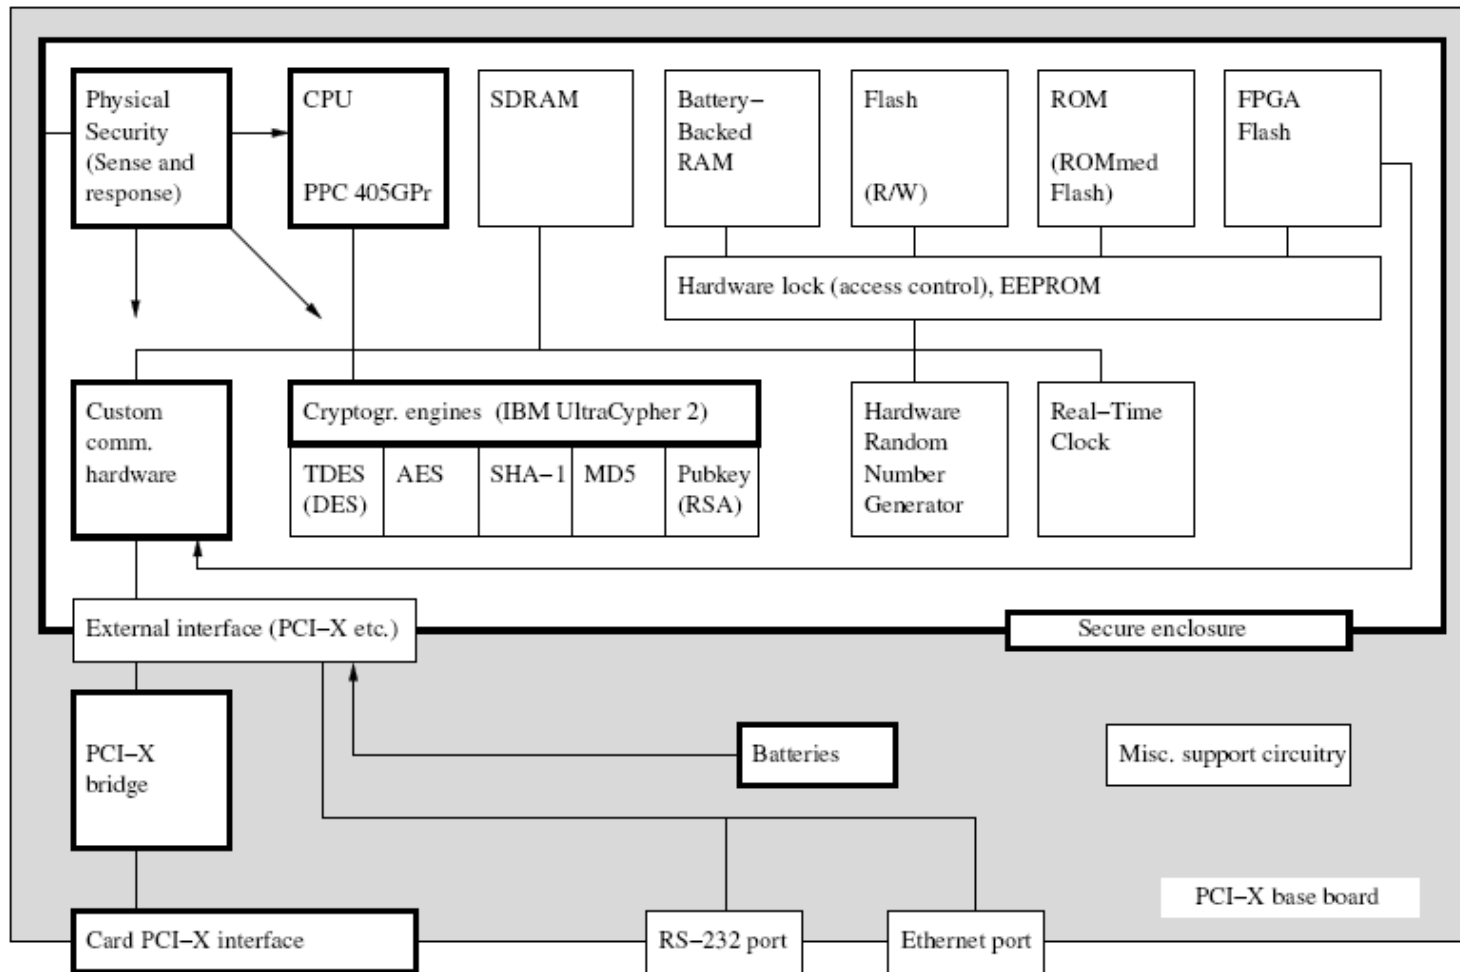 Physical
Security
(Sense and
response)
CPU
PPC 405GPr
SDRAM
Battery−
Backed
RAM
Flash
(R/W)
ROM
(ROMmed
Flash)
FPGA
Flash
Hardware lock (access control), EEPROM
Custom
comm.
hardware
Cryptogr. engines (IBM UltraCypher 2)
TDES
(DES)
AES
SHA−1
MD5
Pubkey
(RSA)
Hardware
Random
Number
Generator
Real−Time
Clock
External interface (PCI−X etc.)
Secure enclosure
PCI−X
bridge
Batteries
Misc. support circuitry
PCI−X base board
Card PCI−X interface
RS−232 port
Ethernet port